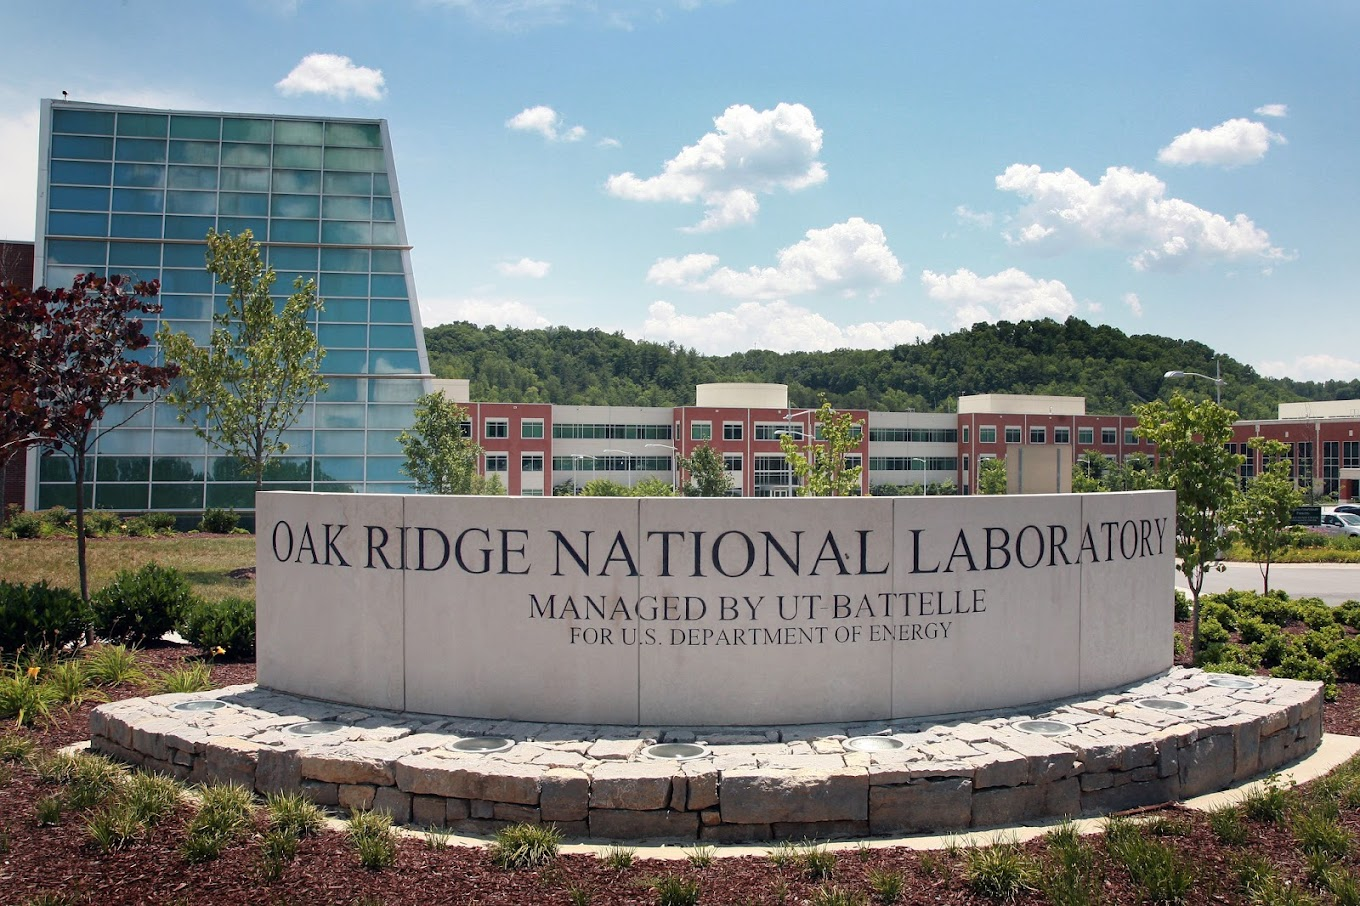 OAK RIDGE NATIONAL LABORATORY
MANAGED BY UT-BATTELLE
FOR U.S. DEPARTMENT OF ENERGY